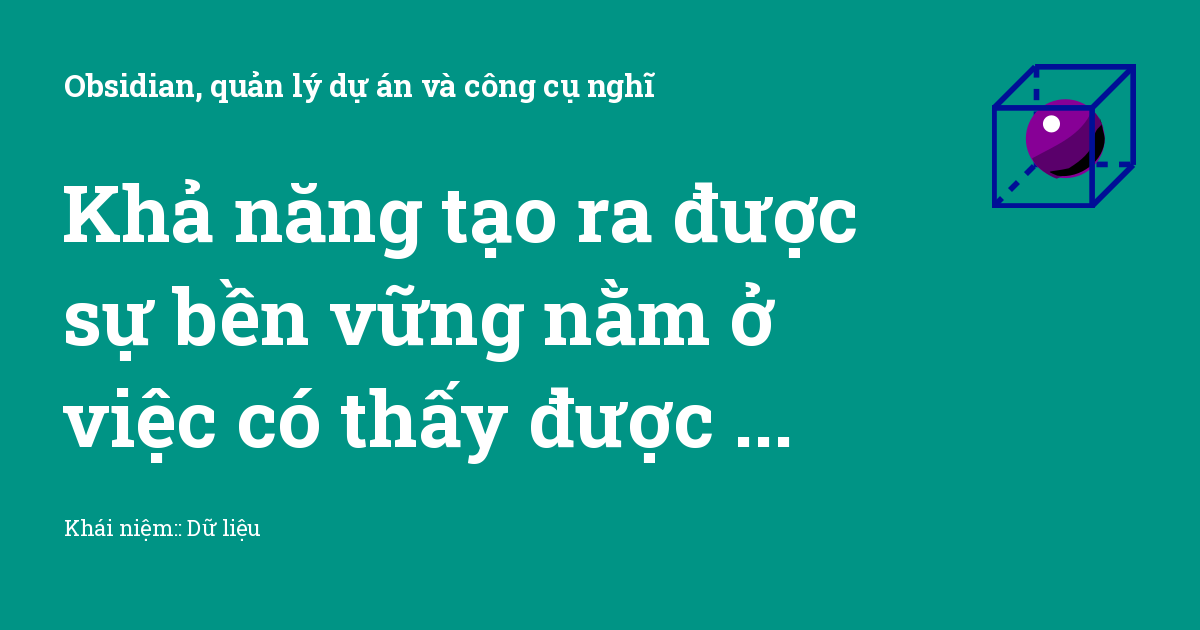 Obsidian, quản lý dự án và công cụ nghĩ
Khả năng tạo ra được
sự bền vững nằm ở
việc có thấy được ...
Khái niệm:: Dữ liệu